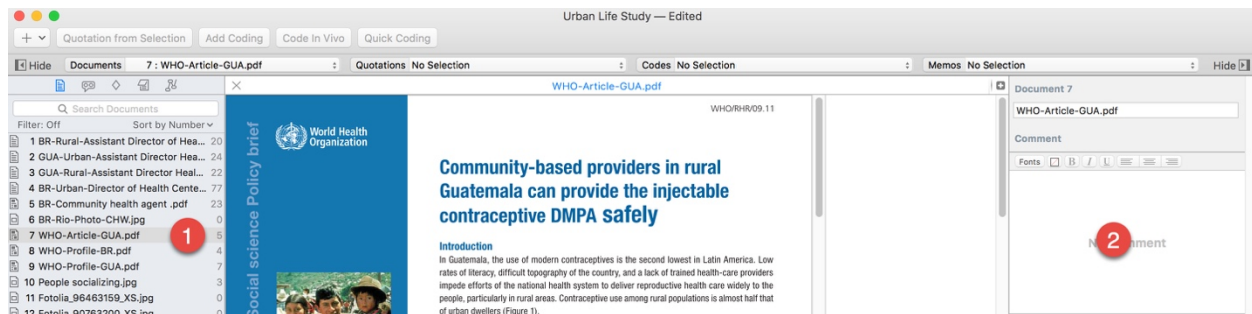 Urban Life Study — Edited
Quotation from Selection Add Coding Code In Vivo Quick Coding
Hide Documents 7 : WHO-Article-GUA.pdf Quotations No Selection Codes No Selection Memos No Selection Hide
Search Documents
Filter: Off Sort by Number
1 BR-Rural-Assistant Director of Hea... 20
2 GUA-Urban-Assistant Director Hea... 24
3 GUA-Rural-Assistant Director Heal... 22
4 BR-Urban-Director of Health Cente... 77
5 BR-Community health agent .pdf 23
6 BR-Rio-Photo-CHW.jpg 0
7 WHO-Article-GUA.pdf 5
8 WHO-Profile-BR.pdf 4
9 WHO-Profile-GUA.pdf 7
10 People socializing.jpg 3
11 Fotolia_96463159_XS.jpg 0
12 Fotolia_90763200_XS.jpg 0
1
WHO-Article-GUA.pdf
Social science Policy brief
World Health
Organization
WHO/RHR/09.11
Community-based providers in rural
Guatemala can provide the injectable
contraceptive DMPA safely
Introduction
In Guatemala, the use of modern contraceptives is the second lowest in Latin America. Low
rates of literacy, difficult topography of the country, and a lack of trained health-care providers
impede efforts of the national health system to deliver reproductive health care widely to the
people, particularly in rural areas. Contraceptive use among rural populations is almost half that
of urban dwellers (Figure 1).
Document 7
WHO-Article-GUA.pdf
Comment
Fonts B I U
2